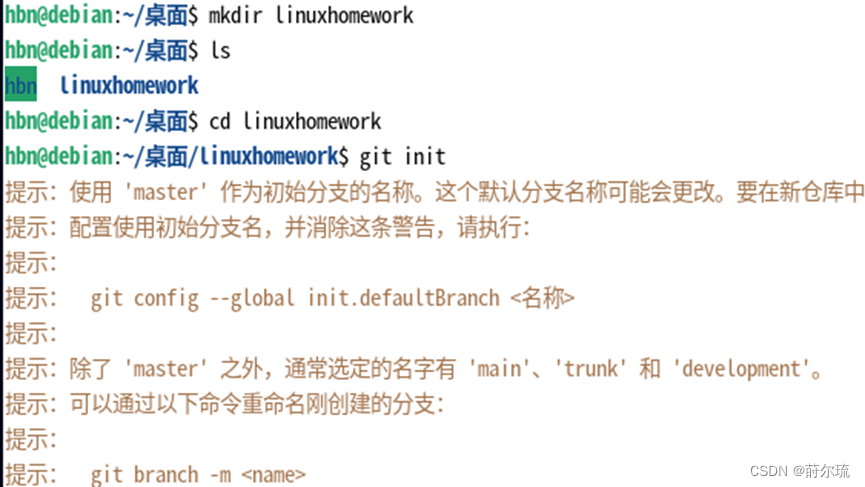 hbn@debian:~/桌面$ mkdir linuxhomework
hbn@debian:~/桌面$ ls
hbn  linuxhomework
hbn@debian:~/桌面$ cd linuxhomework
hbn@debian:~/桌面/linuxhomework$ git init
提示：使用 'master' 作为初始分支的名称。这个默认分支名称可能会更改。要在新仓库中
提示：配置使用初始分支名，并消除这条警告，请执行：
提示：
提示：  git config --global init.defaultBranch <名称>
提示：
提示：除了 'master' 之外，通常选定的名字有 'main'、'trunk' 和 'development'。
提示：可以通过以下命令重命名刚创建的分支：
提示：
提示：  git branch -m <name>
CSDN @莳尔琉